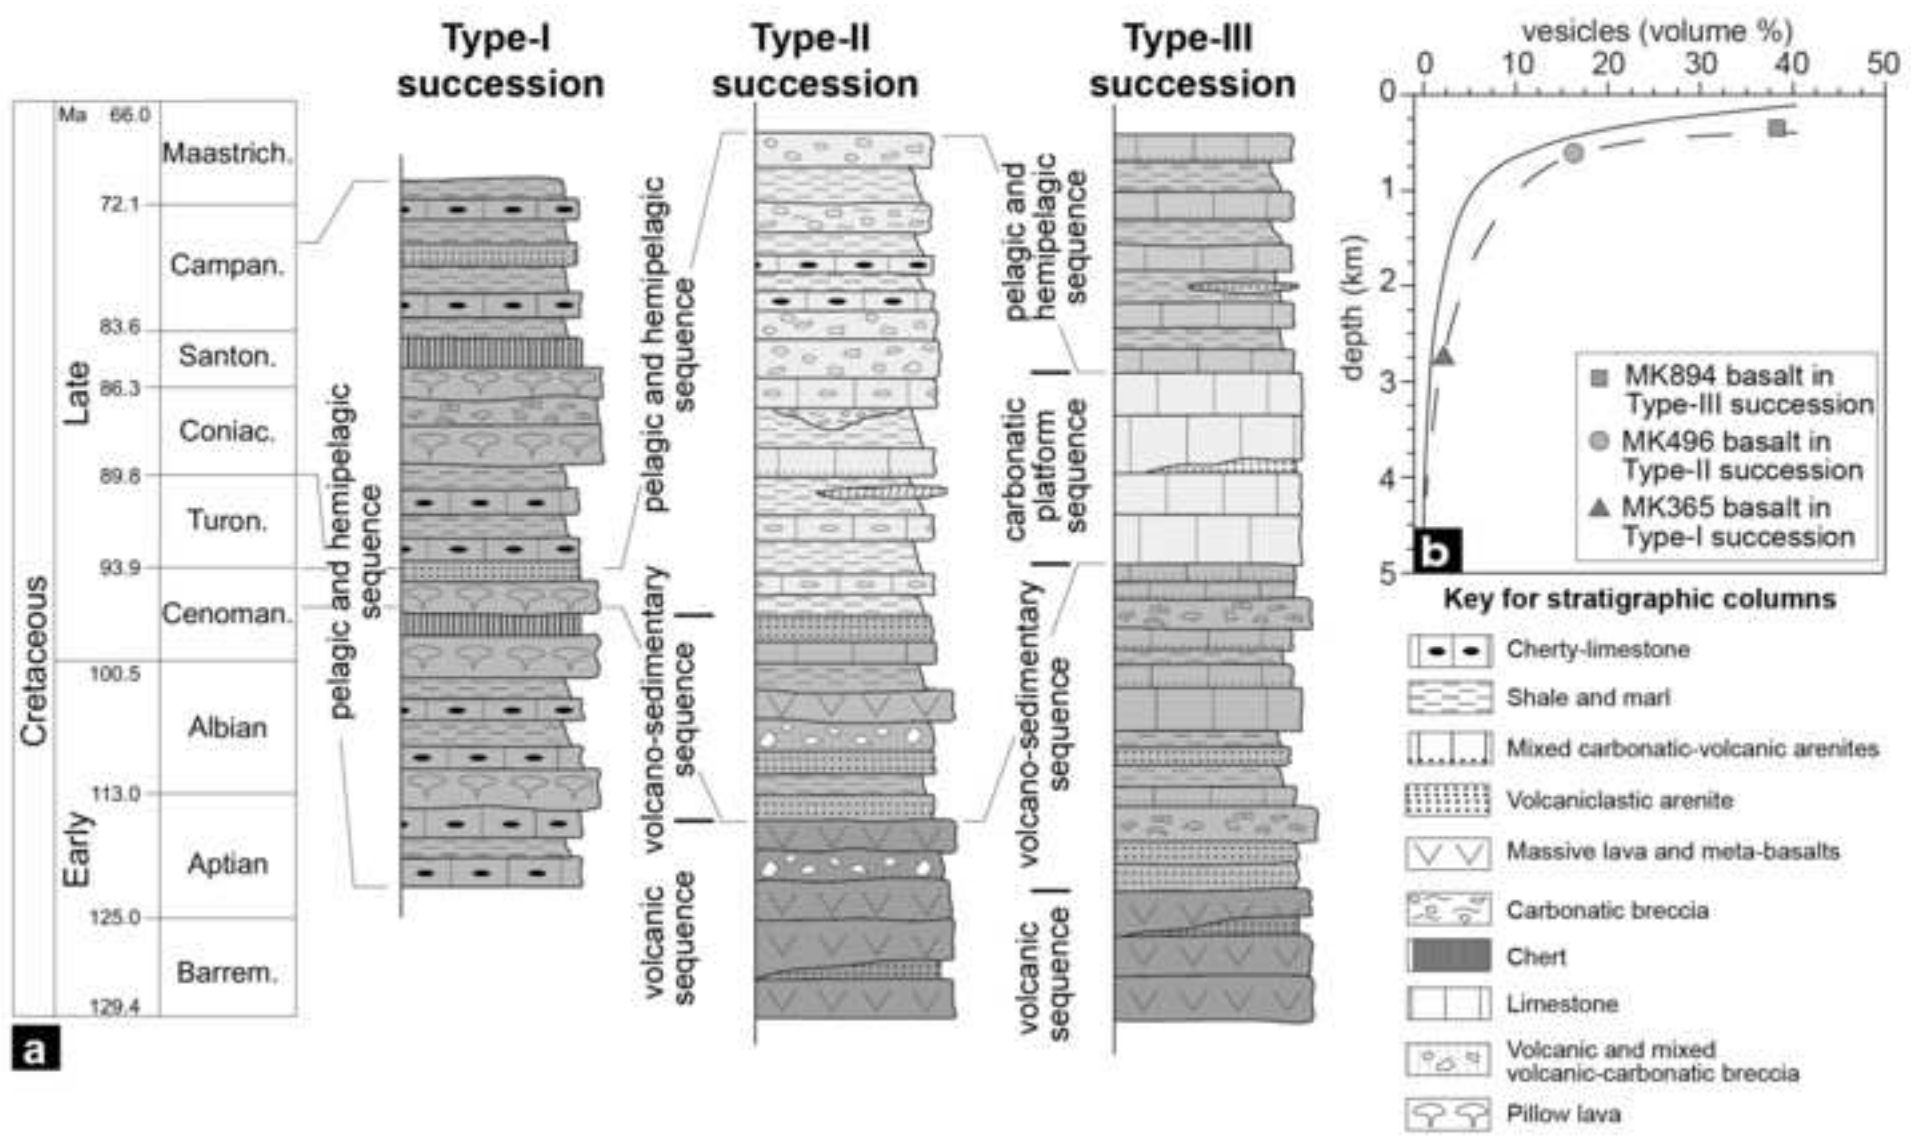 Type-I
succession
Type-II
succession
Type-III
succession
Ma 66.0
Maastrich.
72.1
Campan.
83.6
Santon.
86.3
Coniac.
89.8
Turon.
93.9
Cenoman.
100.5
Albian
113.0
Aptian
125.0
Barrem.
129.4
Cretaceous
Late
Early
a
pelagic and hemipelagic
sequence
pelagic and hemipelagic
sequence
volcano-sedimentary
sequence
volcanic
sequence
pelagic and
hemipelagic
sequence
carbonatic
platform
sequence
volcano-sedimentary
sequence
volcanic
sequence
vesicles (volume %)
0 10 20 30 40 50
depth (km)
0
1
2
3
4
5
MK894 basalt in
Type-III succession
MK496 basalt in
Type-II succession
MK365 basalt in
Type-I succession
b
Key for stratigraphic columns
Cherty-limestone
Shale and marl
Mixed carbonatic-volcanic arenites
Volcaniclastic arenite
Massive lava and meta-basalts
Carbonatic breccia
Chert
Limestone
Volcanic and mixed
volcanic-carbonatic breccia
Pillow lava